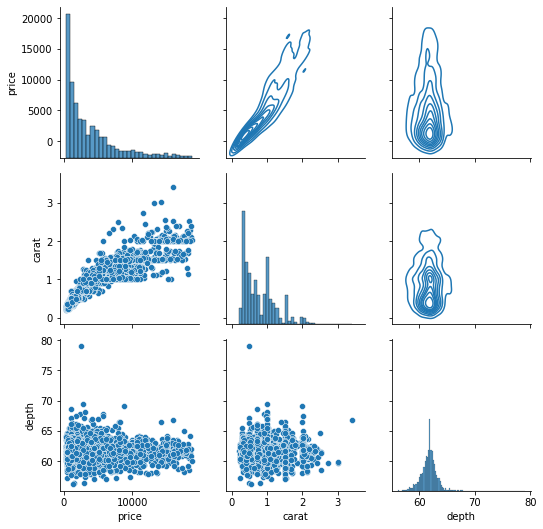 20000
15000
10000
5000
0
price
3
2
1
0
carat
80
75
70
65
60
depth
0 10000
price
0 1 2 3
carat
60 70 80
depth